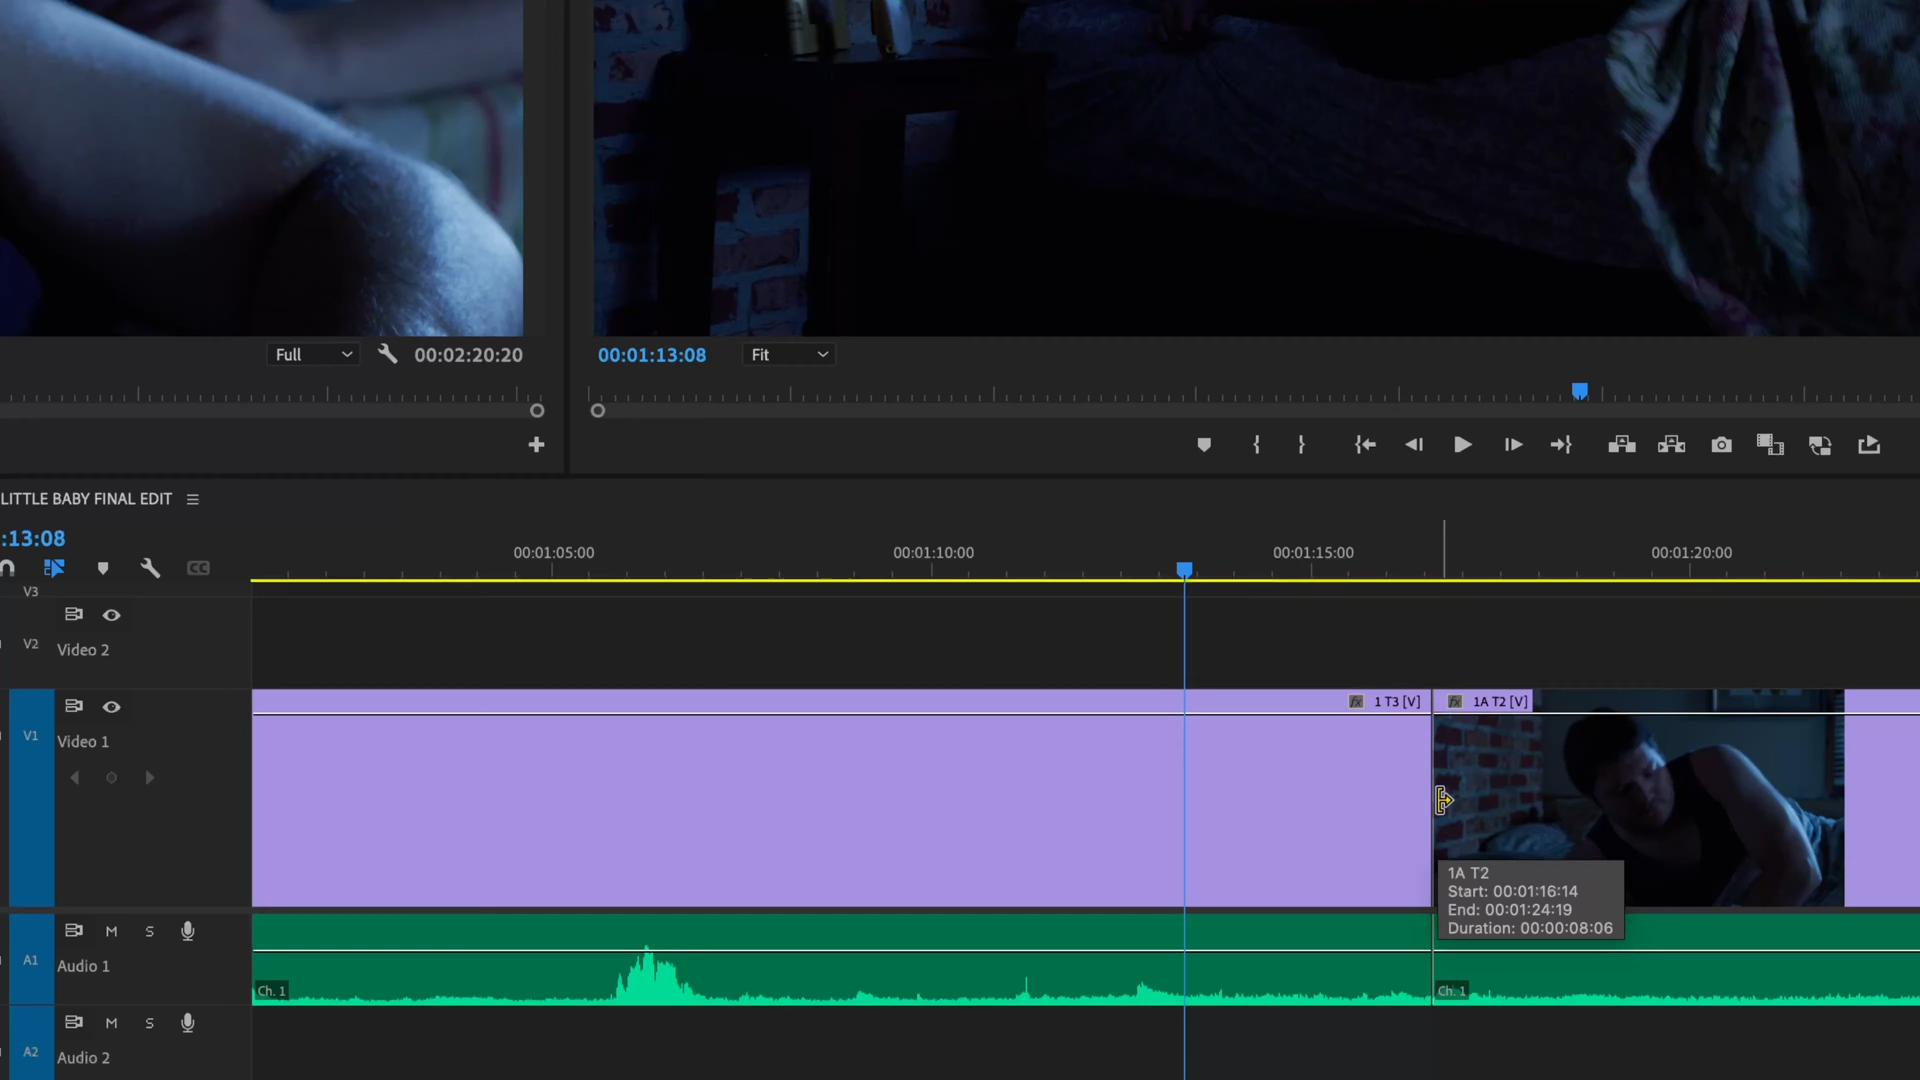 Full
00:02:20:20
00:01:13:08
Fit
LITTLE BABY FINAL EDIT
:13:08
00:01:05:00
00:01:10:00
00:01:15:00
00:01:20:00
CC
V3
V2
Video 2
fx 1 T3 [V]
fx 1A T2 [V]
V1
Video 1
1A T2
Start: 00:01:16:14
End: 00:01:24:19
Duration: 00:00:08:06
M S
A1
Audio 1
Ch. 1
Ch. 1
M S
A2
Audio 2